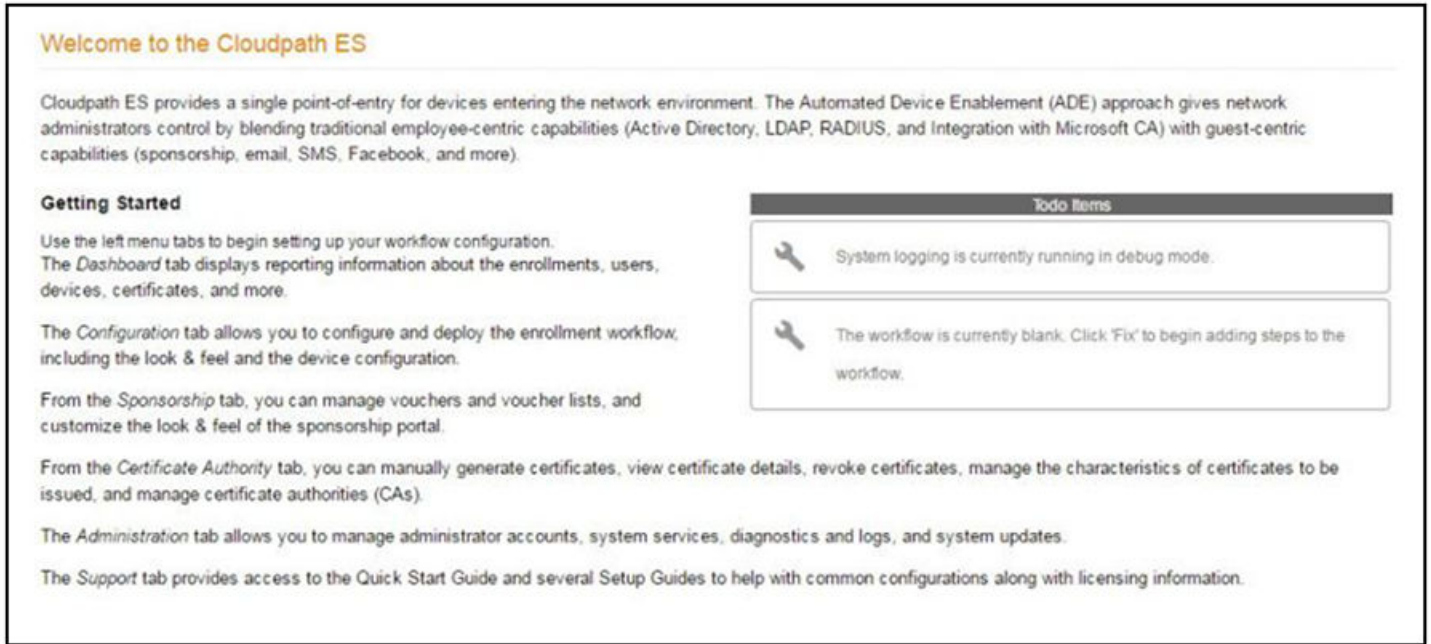 Welcome to the Cloudpath ES
Cloudpath ES provides a single point-of-entry for devices entering the network environment. The Automated Device Enablement (ADE) approach gives network
administrators control by blending traditional employee-centric capabilities (Active Directory, LDAP, RADIUS, and Integration with Microsoft CA) with guest-centric
capabilities (sponsorship, email, SMS, Facebook, and more).
Getting Started
Use the left menu tabs to begin setting up your workflow configuration.
The Dashboard tab displays reporting information about the enrollments, users,
devices, certificates, and more.
The Configuration tab allows you to configure and deploy the enrollment workflow,
including the look & feel and the device configuration.
From the Sponsorship tab, you can manage vouchers and voucher lists, and
customize the look & feel of the sponsorship portal.
Todo Items
System logging is currently running in debug mode.
The workflow is currently blank. Click 'Fix' to begin adding steps to the
workflow.
From the Certificate Authority tab, you can manually generate certificates, view certificate details, revoke certificates, manage the characteristics of certificates to be
issued, and manage certificate authorities (CAs).
The Administration tab allows you to manage administrator accounts, system services, diagnostics and logs, and system updates.
The Support tab provides access to the Quick Start Guide and several Setup Guides to help with common configurations along with licensing information.